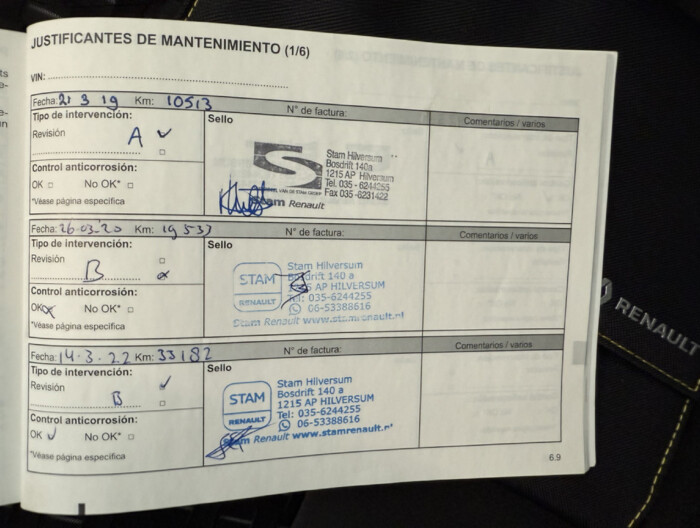 JUSTIFICANTES DE MANTENIMIENTO (1/6)
VIN:
Fecha: 21 3 19 Km: 10513 N° de factura: Comentarios / varios
Tipo de intervención: Sello
Revisión A
Control anticorrosión:
OK No OK*
*Véase página específica
Stam Hilversum
Bosdrift 140a
1215 AP Hilversum
Tel. 035 - 6244255
Fax 035 -6231422
Stam Renault
Fecha: 26-03-20 Km: 19537 N° de factura: Comentarios / varios
Tipo de intervención: Sello
Revisión
B
Control anticorrosión:
OK No OK*
*Véase página específica
STAM
RENAULT
Stam Hilversum
Bosdrift 140 a
AP HILVERSUM
Tel: 035-6244255
06-53388616
Stam Renault www.stamrenault.nl
Fecha: 14.3.22 Km: 33182 N° de factura: Comentarios / varios
Tipo de intervención: Sello
Revisión
B
Control anticorrosión:
OK No OK*
*Véase página específica
STAM
RENAULT
Stam Hilversum
Bosdrift 140 a
1215 AP HILVERSUM
Tel: 035-6244255
06-53388616
Stam Renault www.stamrenault.nl
6.9
RENAULT